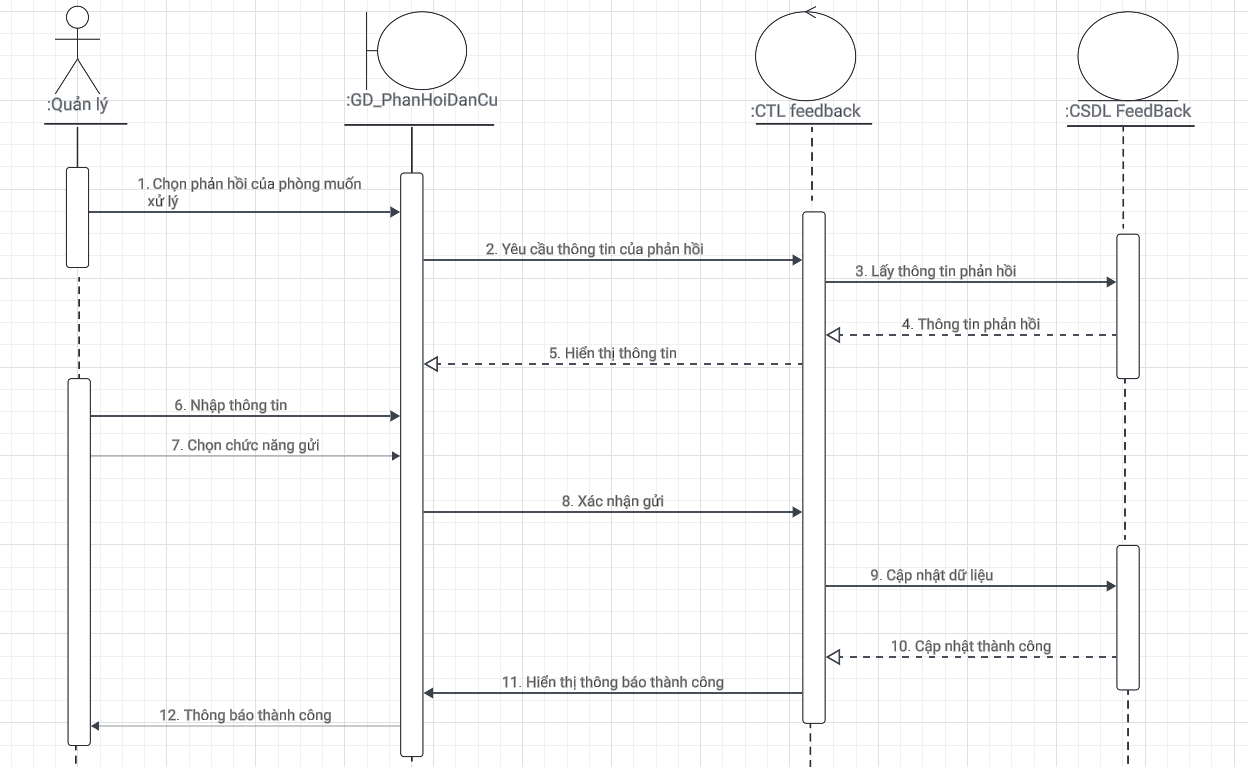 :Quản lý
:GD_PhanHoiDanCu
:CTL feedback
:CSDL FeedBack
1. Chọn phản hồi của phòng muốn
xử lý
2. Yêu cầu thông tin của phản hồi
3. Lấy thông tin phản hồi
4. Thông tin phản hồi
5. Hiển thị thông tin
6. Nhập thông tin
7. Chọn chức năng gửi
8. Xác nhận gửi
9. Cập nhật dữ liệu
10. Cập nhật thành công
11. Hiển thị thông báo thành công
12. Thông báo thành công